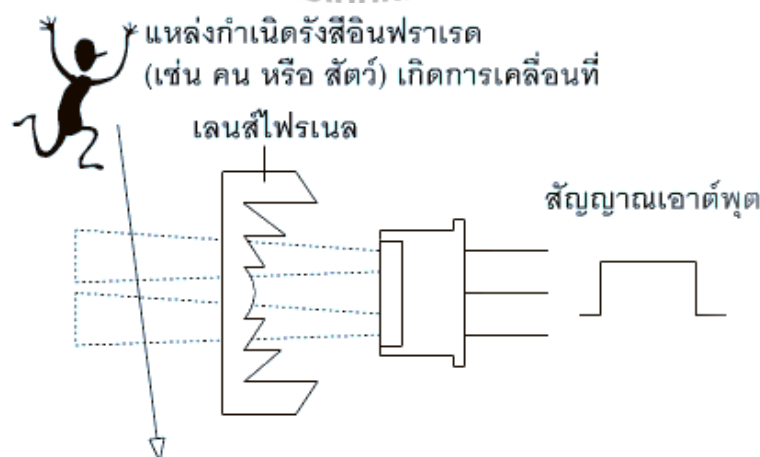 แหล่งกำเนิดรังสีอินฟราเรด
(เช่น คน หรือ สัตว์) เกิดการเคลื่อนที่
เลนส์ไฟรเนล
สัญญาณเอาต์พุต